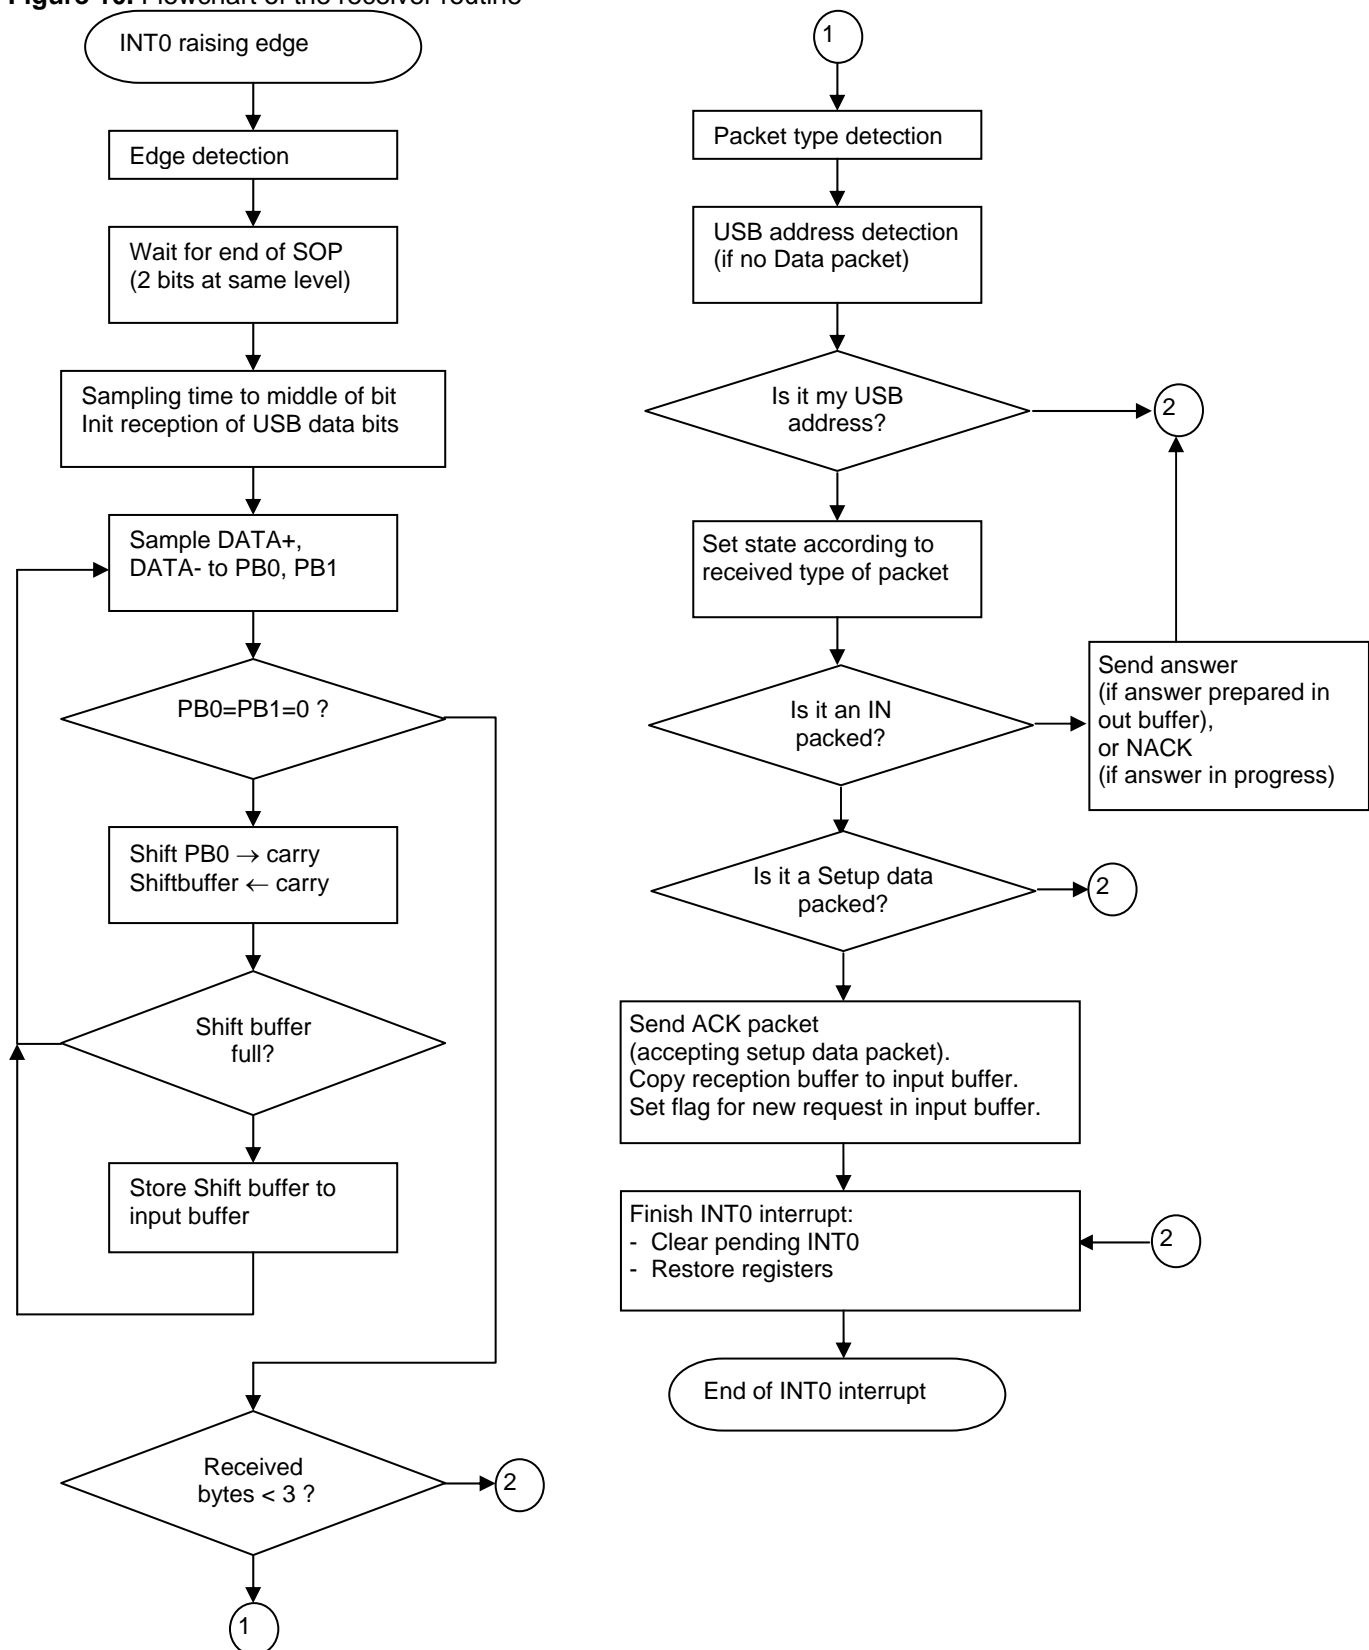 INT0 raising edge
Edge detection
Wait for end of SOP
(2 bits at same level)
Sampling time to middle of bit
Init reception of USB data bits
Sample DATA+,
DATA- to PB0, PB1
PB0=PB1=0 ?
Shift PB0 → carry
Shiftbuffer ← carry
Shift buffer
full?
Store Shift buffer to
input buffer
Received
bytes < 3 ?
2
1
1
Packet type detection
USB address detection
(if no Data packet)
Is it my USB
address?
2
Set state according to
received type of packet
Is it an IN
packed?
Send answer
(if answer prepared in
out buffer),
or NACK
(if answer in progress)
Is it a Setup data
packed?
2
Send ACK packet
(accepting setup data packet).
Copy reception buffer to input buffer.
Set flag for new request in input buffer.
Finish INT0 interrupt:
- Clear pending INT0
- Restore registers
2
End of INT0 interrupt